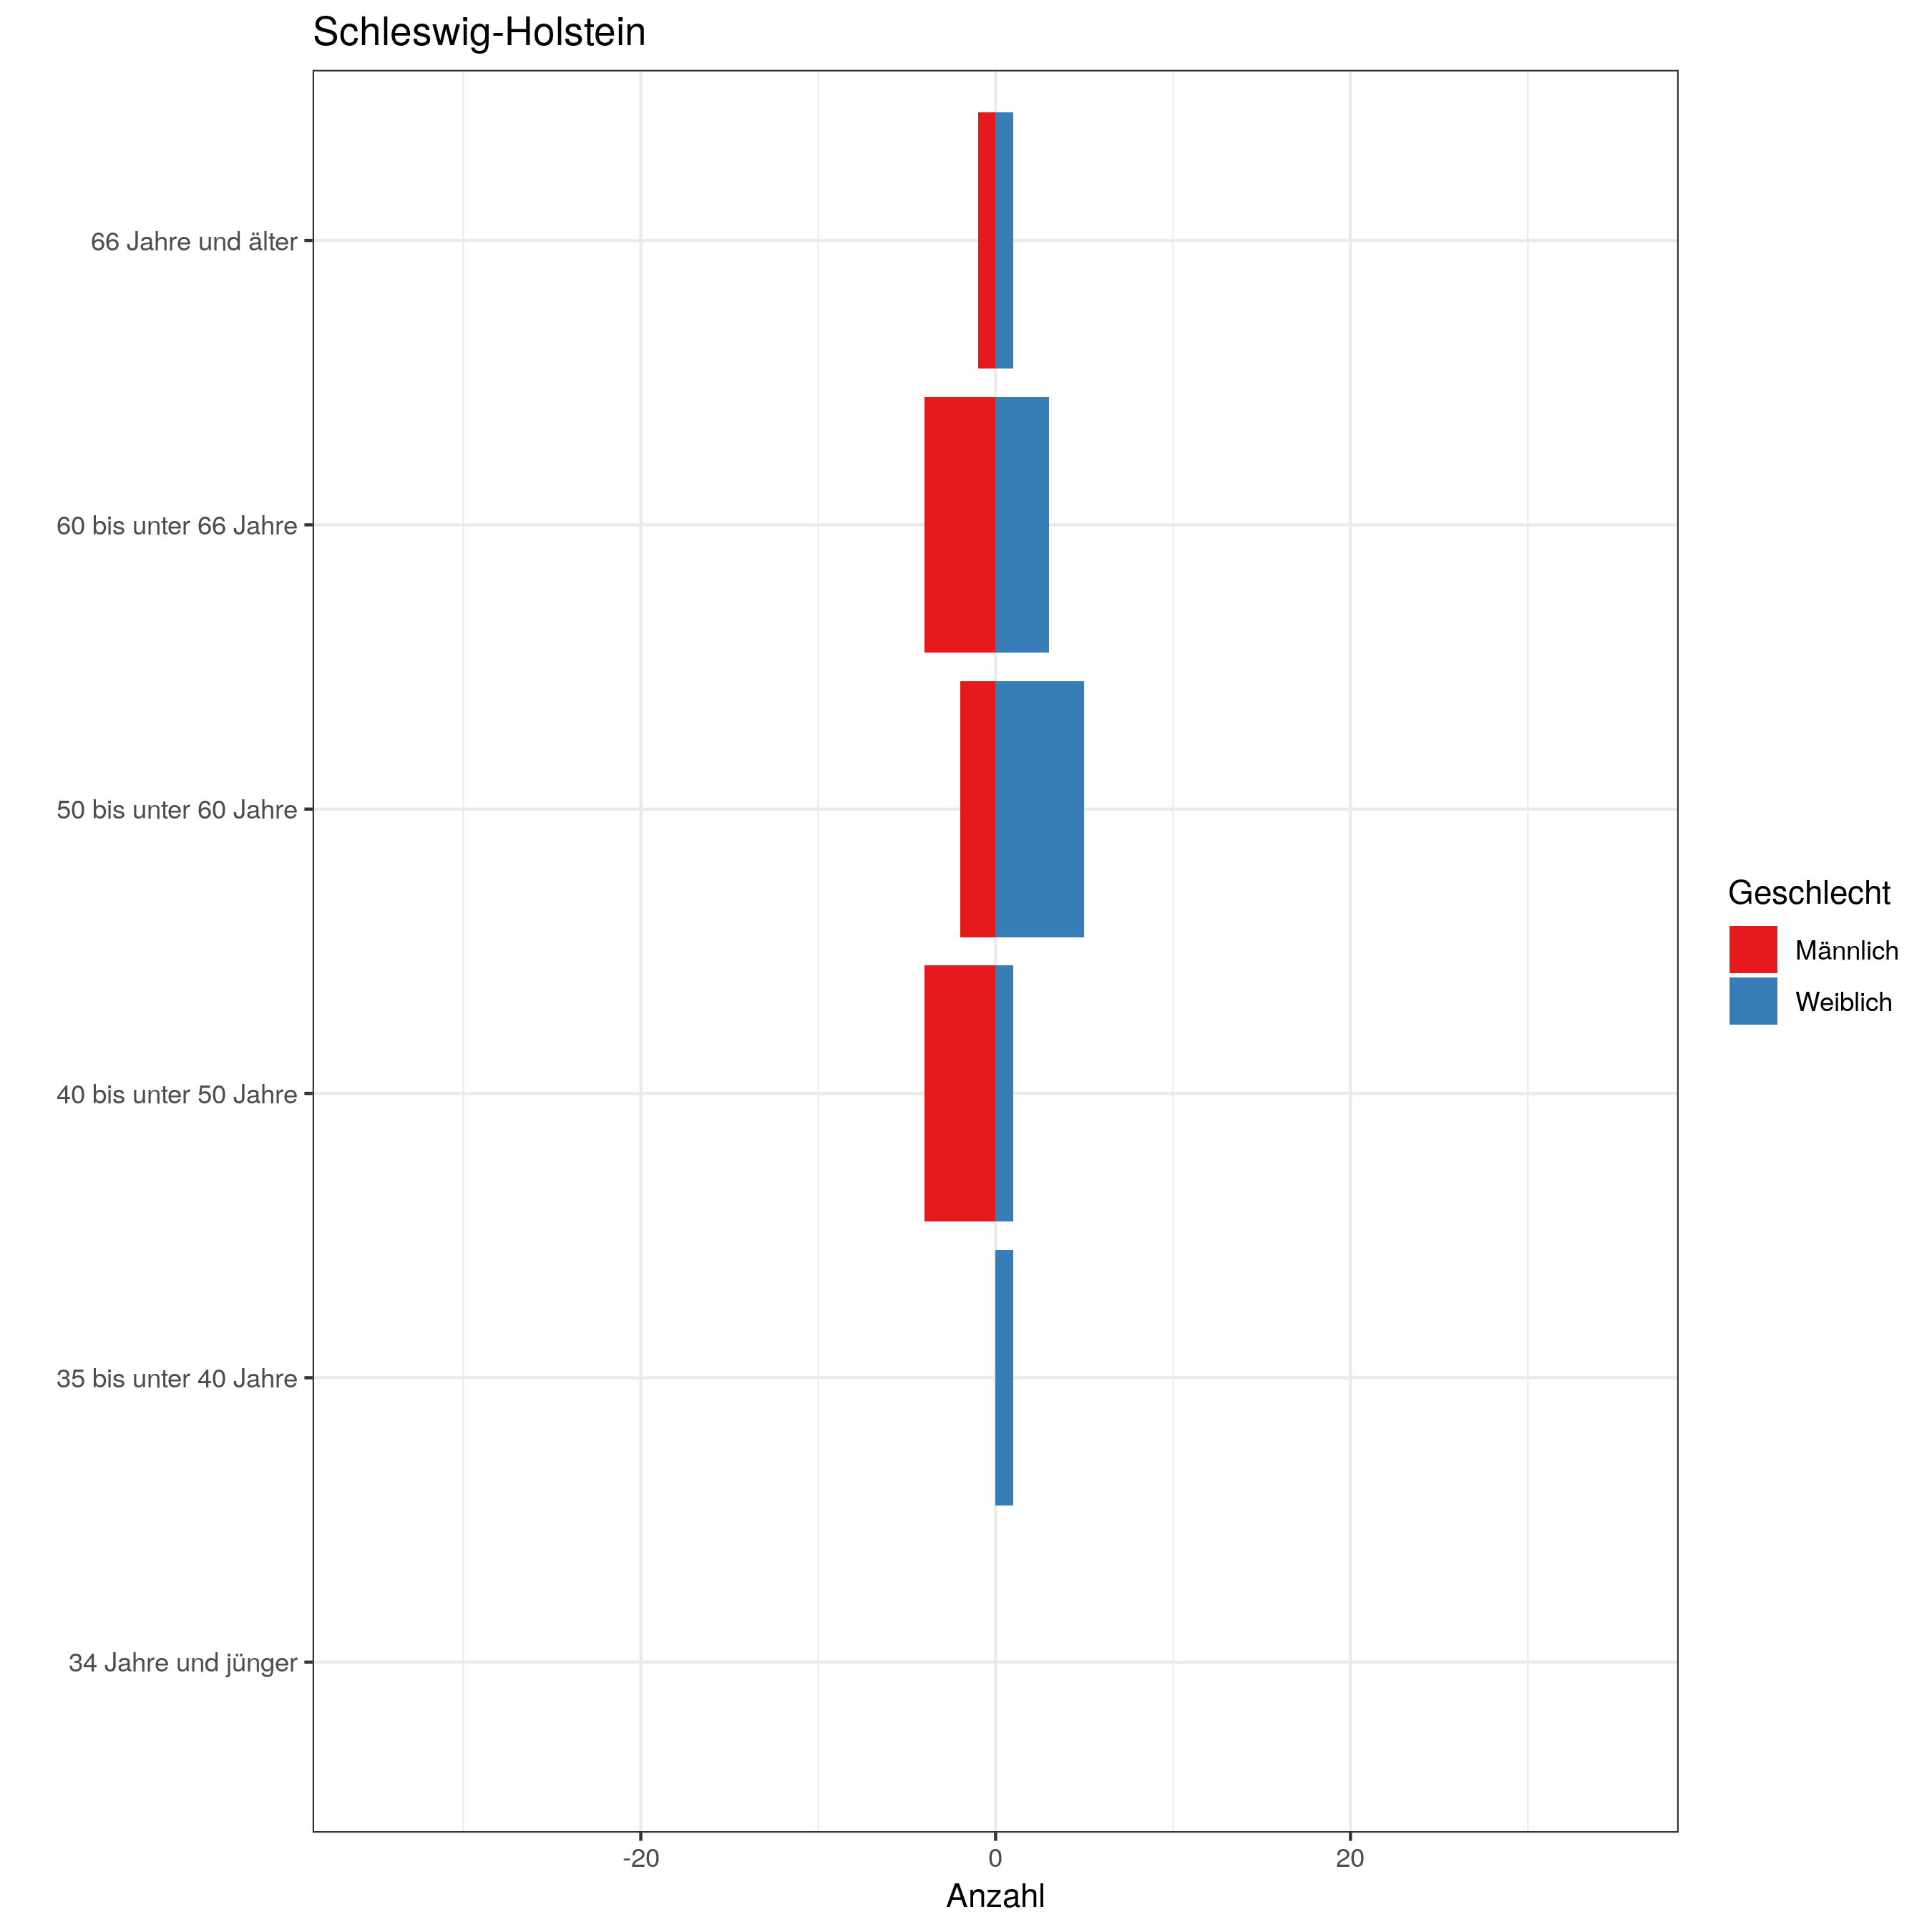 Schleswig-Holstein
66 Jahre und älter
60 bis unter 66 Jahre
50 bis unter 60 Jahre
40 bis unter 50 Jahre
35 bis unter 40 Jahre
34 Jahre und jünger
-20
0
20
Anzahl
Geschlecht
Männlich
Weiblich